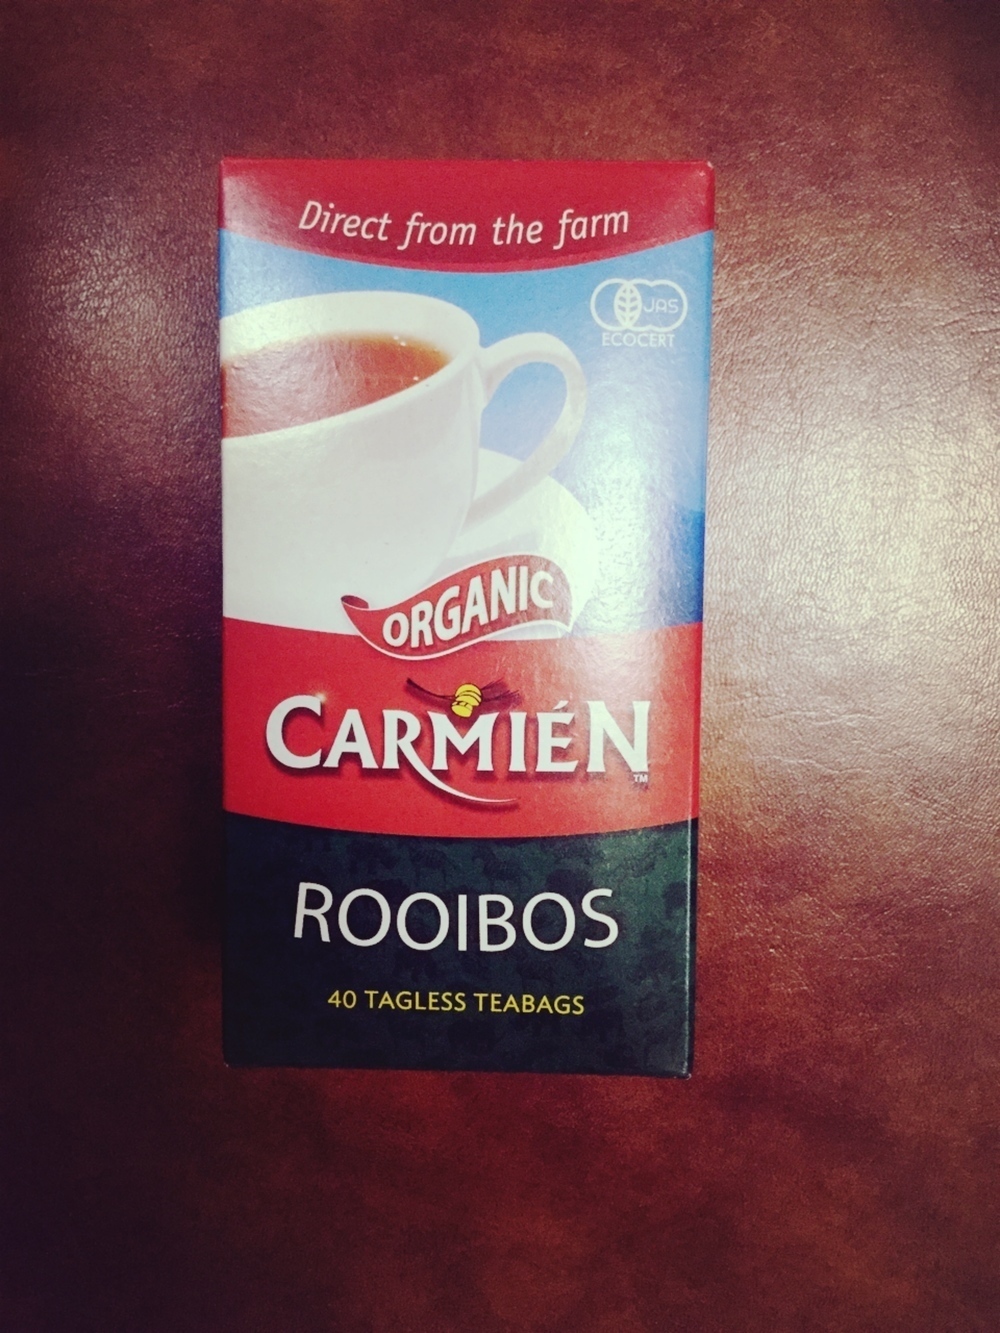 Direct from the farm
JAS
ECOCERT
ORGANIC
CARMIÉN
TM
ROOIBOS
40 TAGLESS TEABAGS